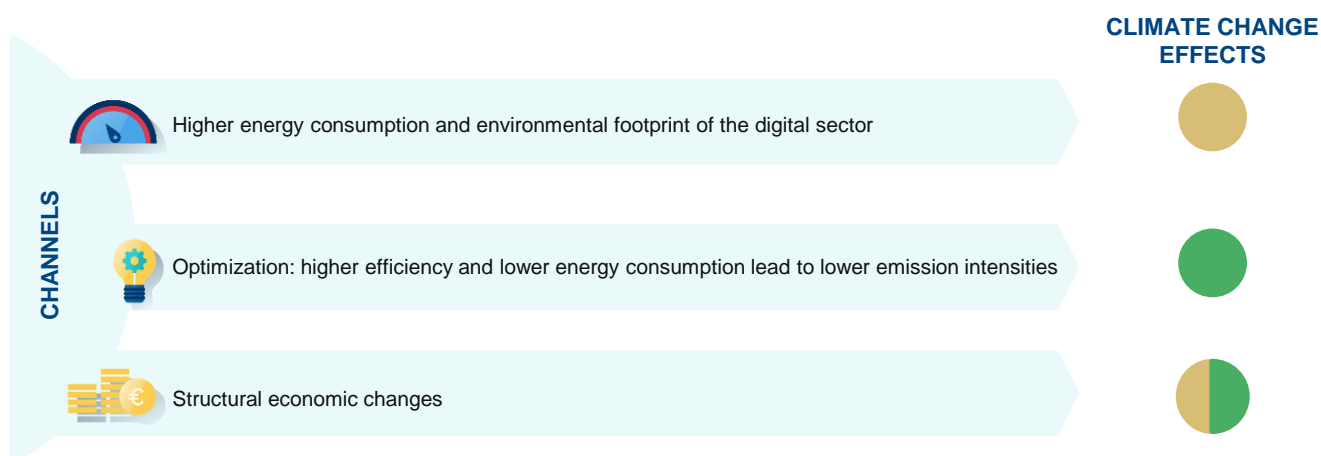 CLIMATE CHANGE
EFFECTS
CHANNELS
Higher energy consumption and environmental footprint of the digital sector
Optimization: higher efficiency and lower energy consumption lead to lower emission intensities
€
Structural economic changes